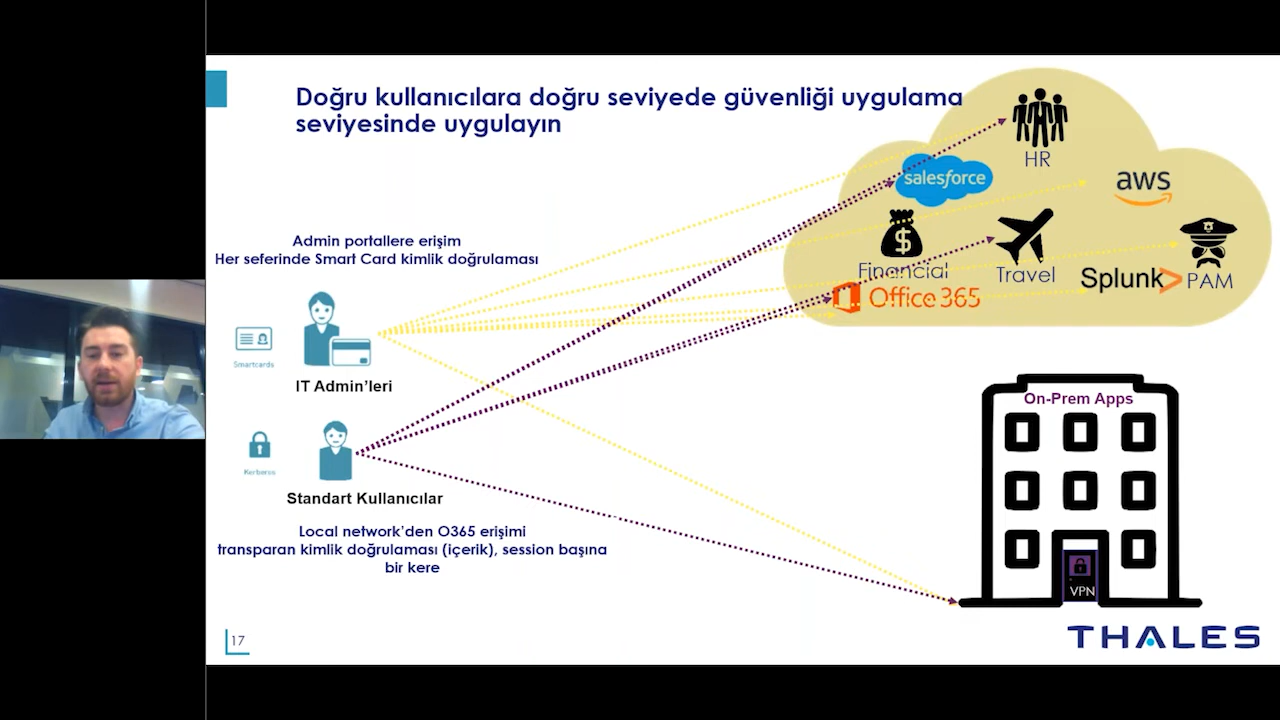 Doğru kullanıcılara doğru seviyede güvenliği uygulama
seviyesinde uygulayın
HR
salesforce
aws
Financial
Travel
Splunk>
PAM
Office 365
Admin portallere erişim
Her seferinde Smart Card kimlik doğrulaması
Smartcards
IT Admin'leri
Kerberos
Standart Kullanıcılar
Local network'den O365 erişimi
transparan kimlik doğrulaması (içerik), session başına
bir kere
On-Prem Apps
VPN
17
THALES